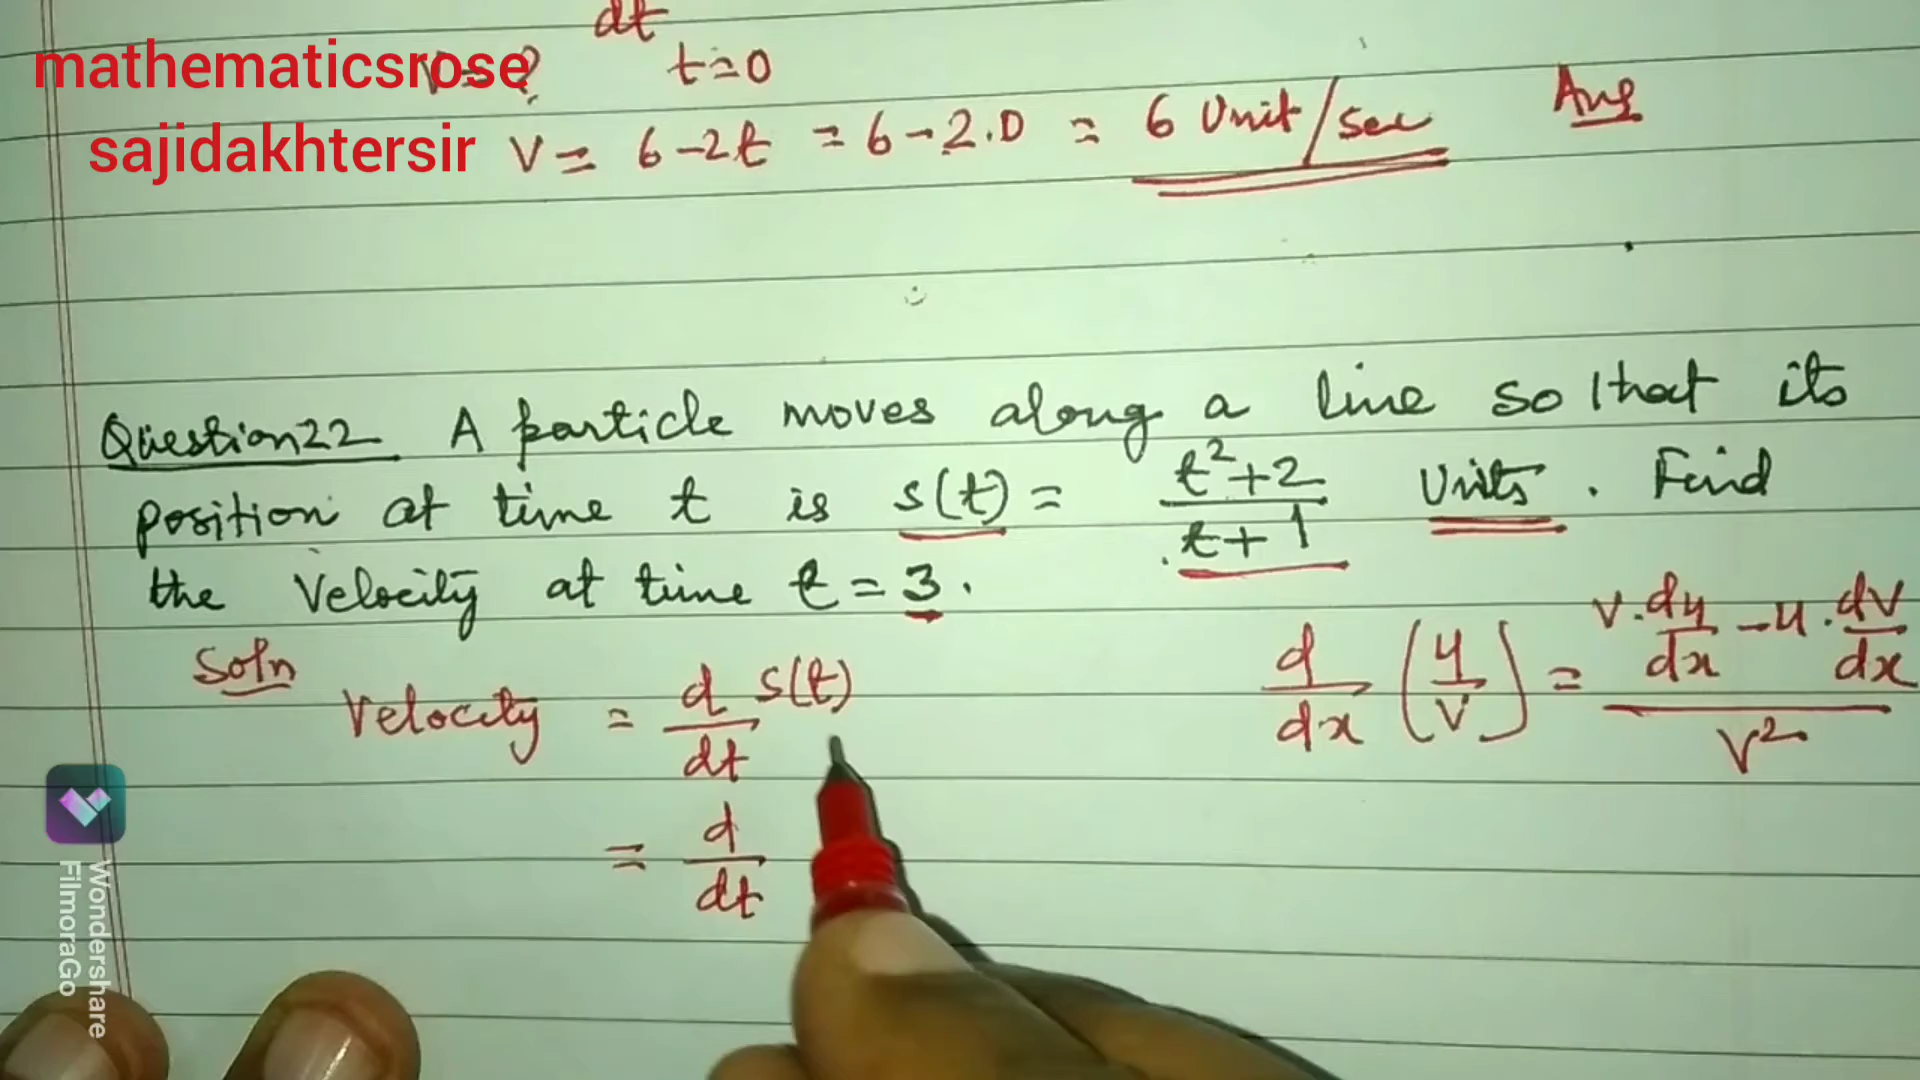 dt
mathematicsrose
V = ? t=0
sajidakhtersir
V = 6-2t = 6-2.0 = 6 Unit/sec Ans
Question22 A particle moves along a line so that its
position at time t is s(t) = t²+2 / t+1 Units. Find
the Velocity at time t = 3.
Soln
Velocity = d/dt s(t)
d/dx (u/v) = v.du/dx - u.dv/dx / v²
= d/dt
Wondershare
FilmoraGo